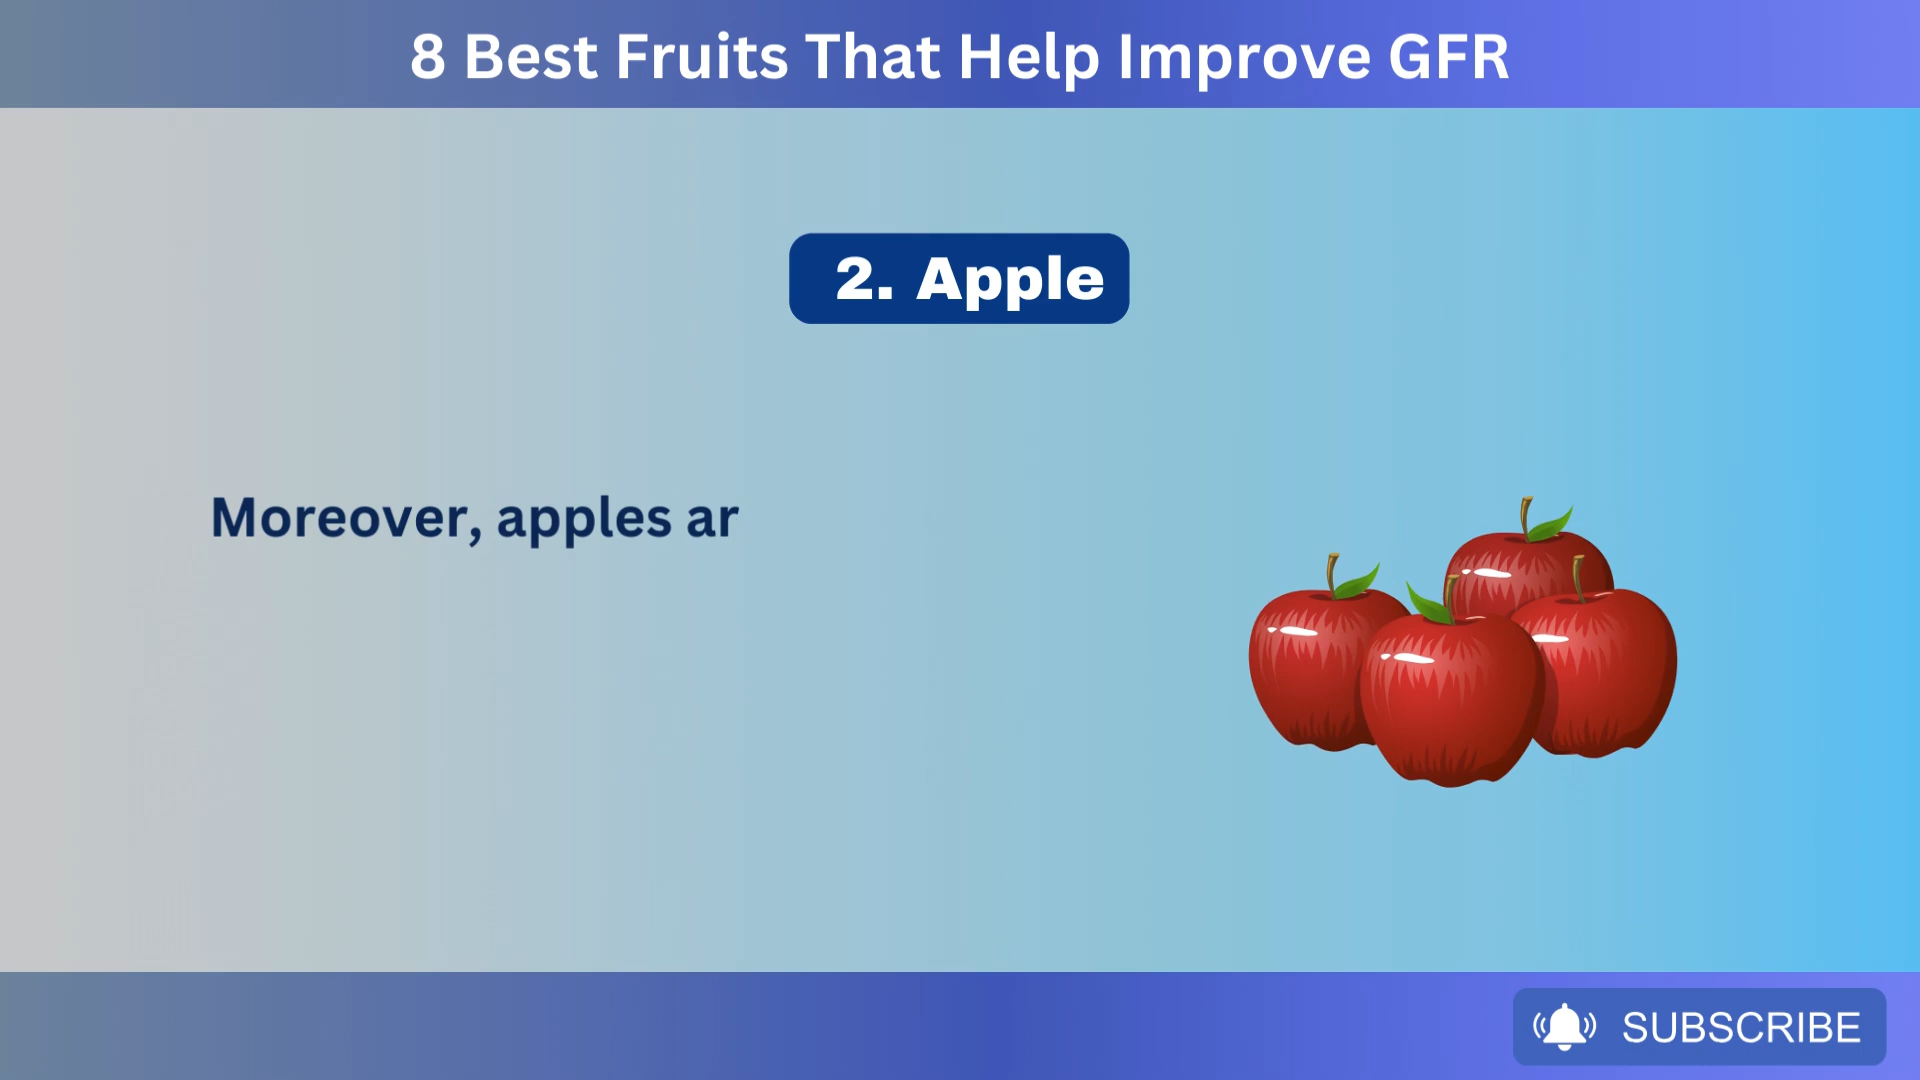 8 Best Fruits That Help Improve GFR
2. Apple
Moreover, apples ar
SUBSCRIBE